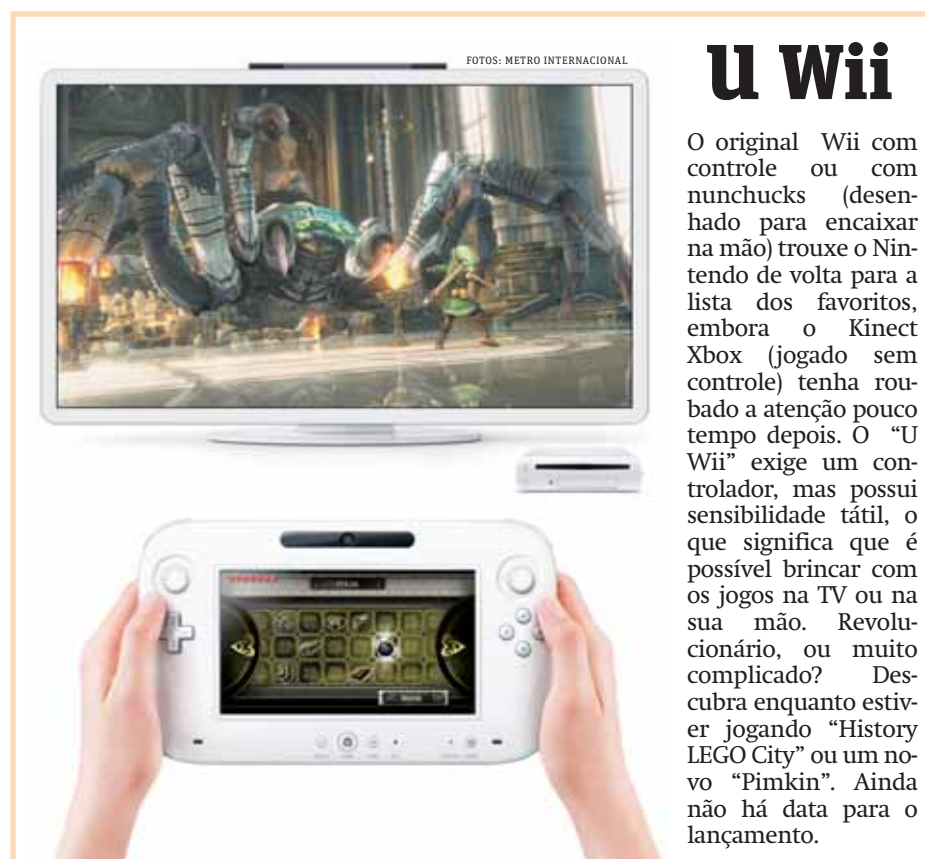 FOTOS: METRO INTERNACIONAL
U Wii
O original Wii com
controle ou com
nunchucks (desen-
hado para encaixar
na mão) trouxe o Nin-
tendo de volta para a
lista dos favoritos,
embora o Kinect
Xbox (jogado sem
controle) tenha rou-
bado a atenção pouco
tempo depois. O “U
Wii” exige um con-
trolador, mas possui
sensibilidade tátil, o
que significa que é
possível brincar com
os jogos na TV ou na
sua mão. Revolu-
cionário, ou muito
complicado? Des-
cubra enquanto estiv-
er jogando “History
LEGO City” ou um no-
vo “Pimkin”. Ainda
não há data para o
lançamento.